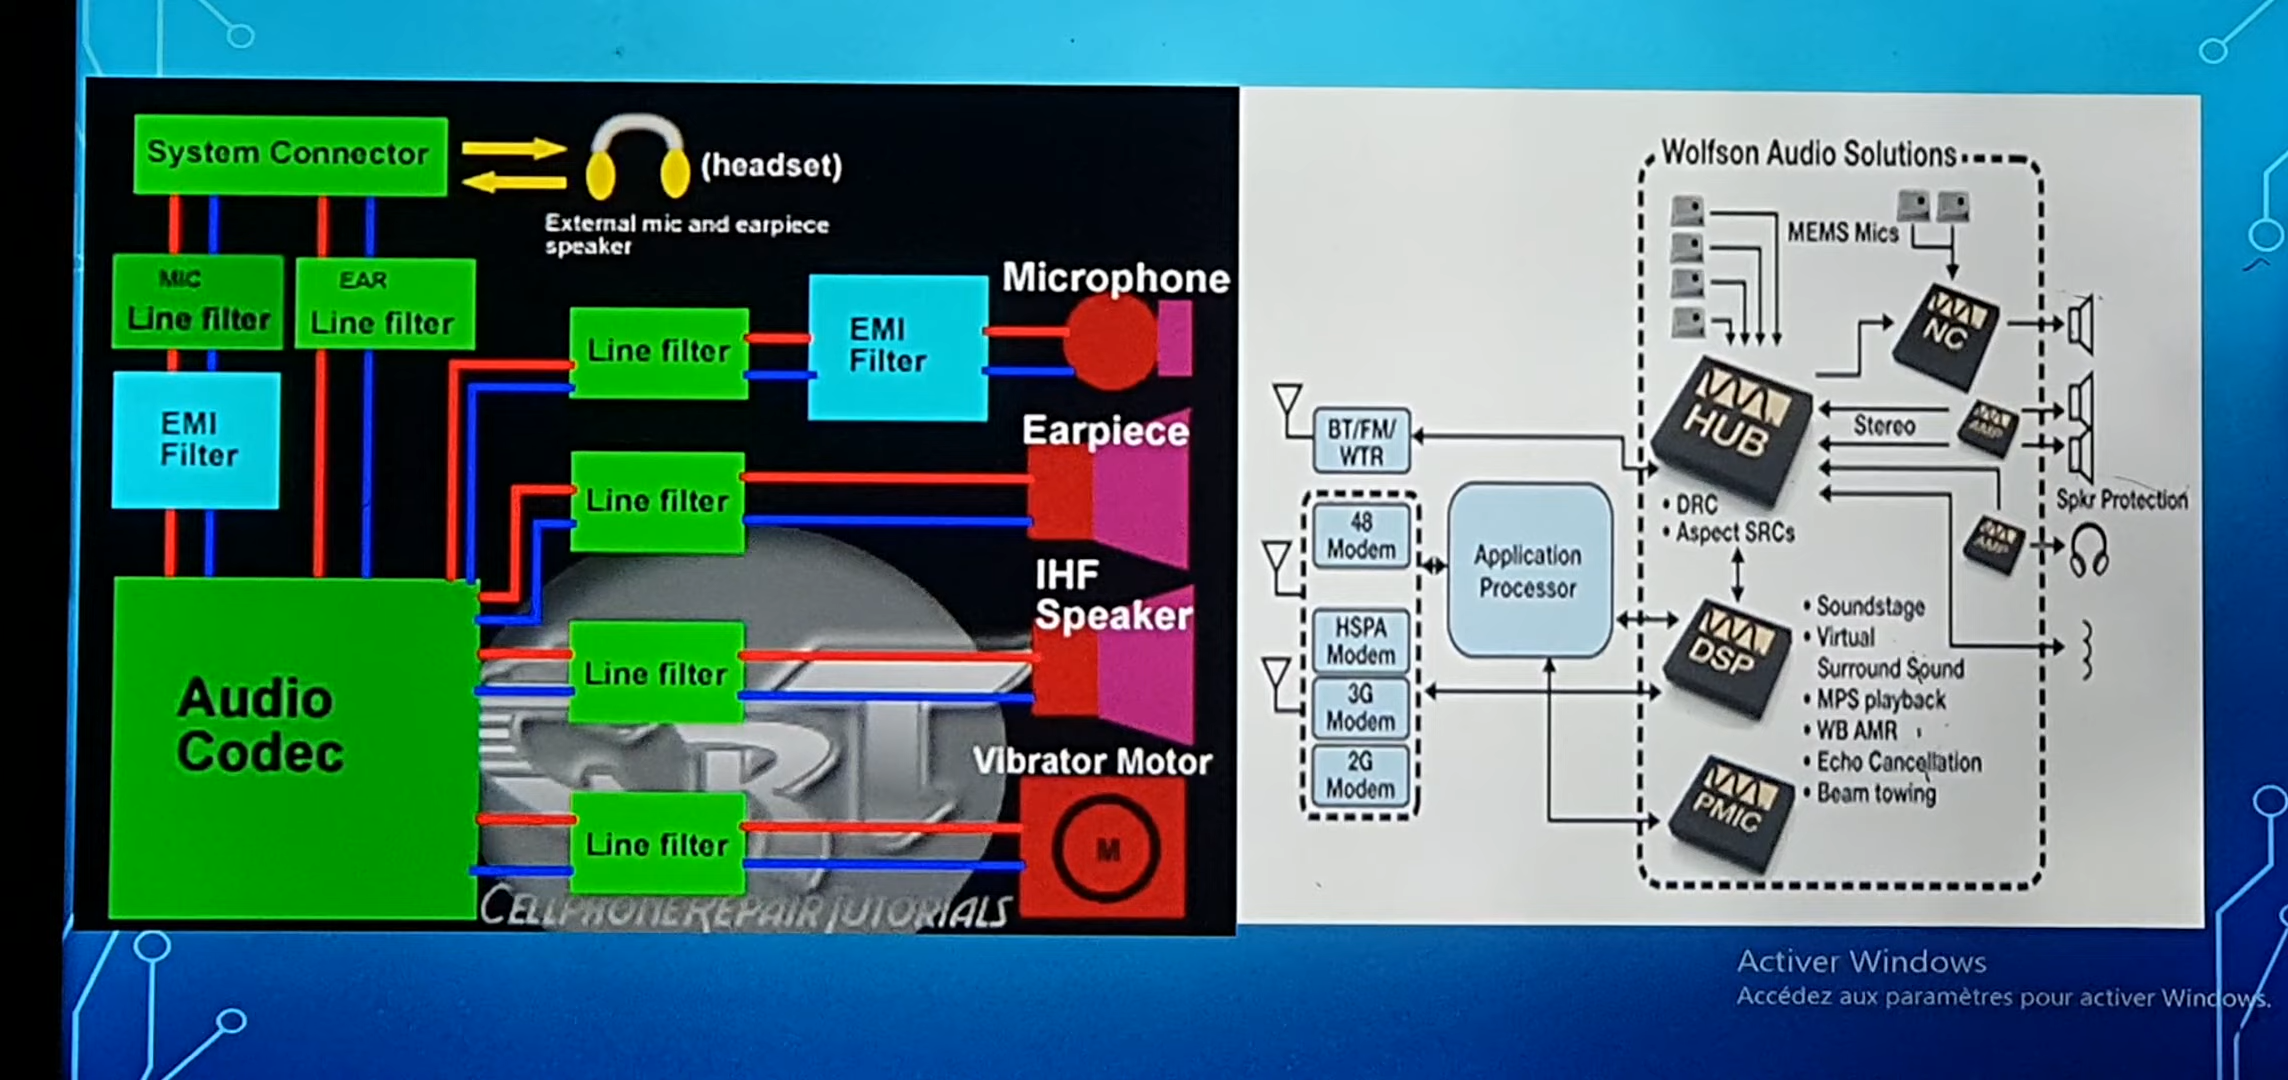 System Connector
(headset)
External mic and earpiece
speaker
MIC
Line filter
EAR
Line filter
EMI
Filter
Line filter
EMI
Filter
Microphone
Line filter
Earpiece
Line filter
IHF
Speaker
Audio
Codec
Line filter
Vibrator Motor
M
SRT
CELLPHONEREPAIRTUTORIALS
Wolfson Audio Solutions
MEMS Mics
NC
HUB
AMP
Stereo
Spkr Protection
AMP
• DRC
• Aspect SRCs
BT/FM/
WTR
48
Modem
HSPA
Modem
3G
Modem
2G
Modem
Application
Processor
DSP
• Soundstage
• Virtual
Surround Sound
• MPS playback
• WB AMR
• Echo Cancellation
• Beam towing
PMIC
Activer Windows
Accédez aux paramètres pour activer Windows.